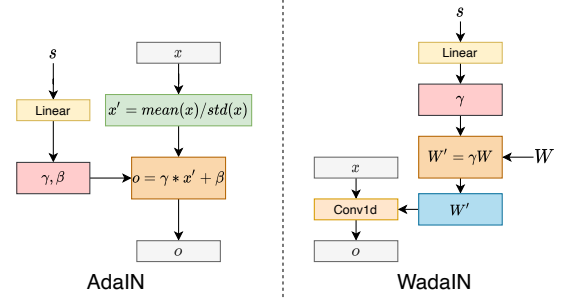 s
x
Linear
x′ = mean(x)/std(x)
γ, β
o = γ * x′ + β
o
AdaIN
s
Linear
γ
W′ = γW
W
x
Conv1d
W′
o
WadaIN